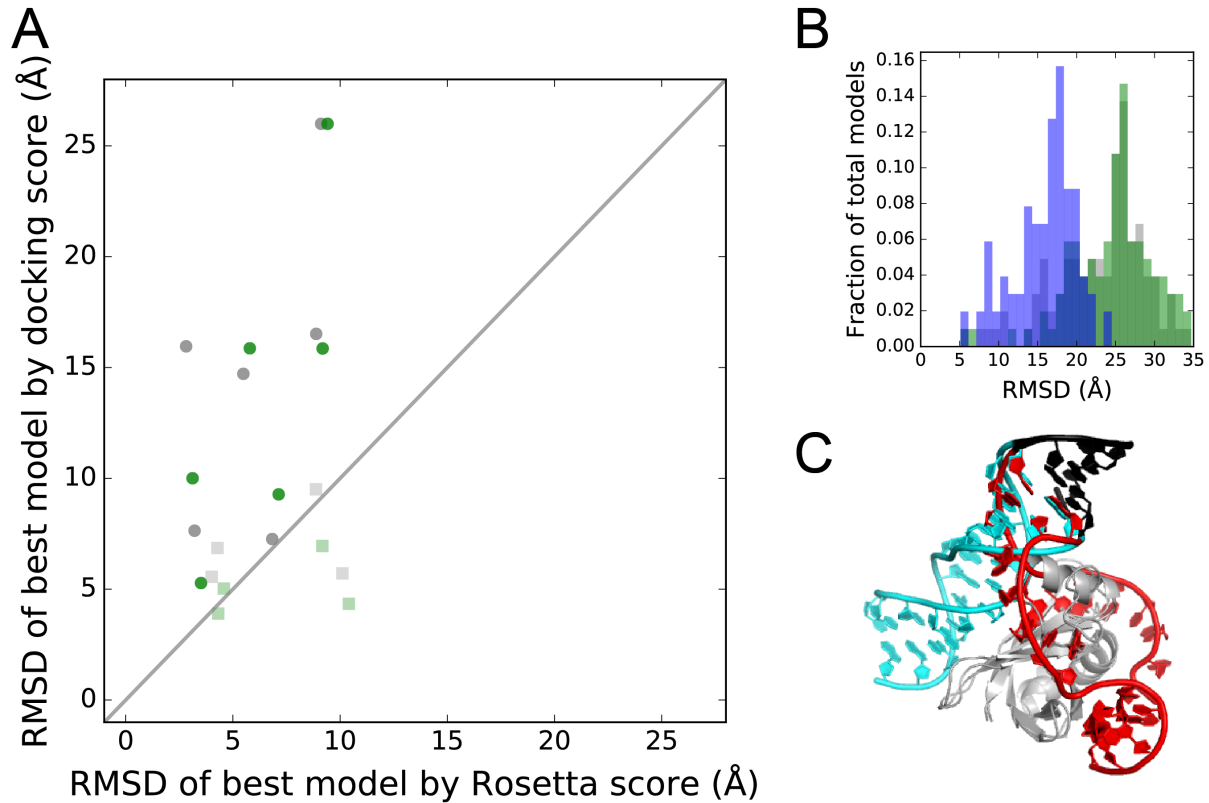 A
RMSD of best model by docking score (Å)
25
20
15
10
5
0
0 5 10 15 20 25
RMSD of best model by Rosetta score (Å)
B
Fraction of total models
0.16
0.14
0.12
0.10
0.08
0.06
0.04
0.02
0.00
0 5 10 15 20 25 30 35
RMSD (Å)
C